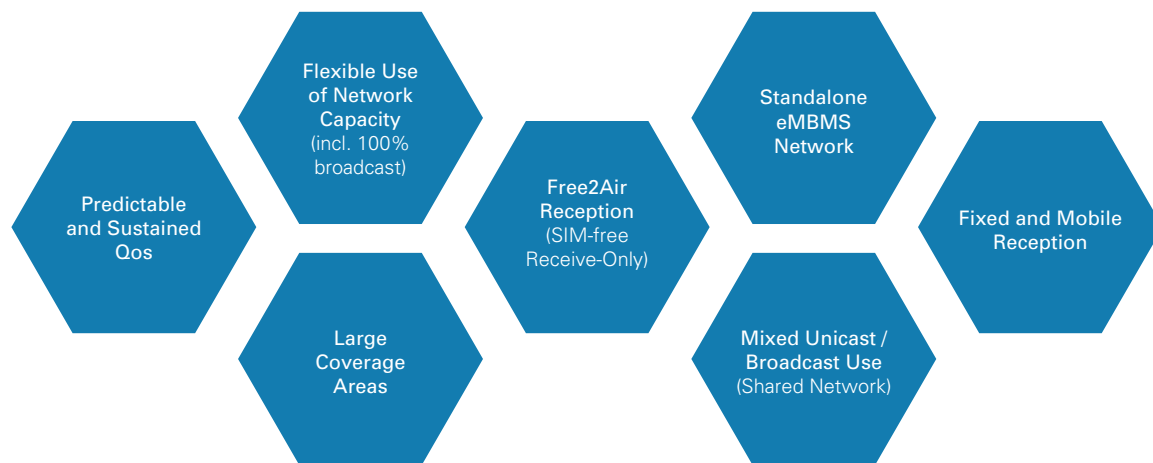 Predictable
and Sustained
Qos
Flexible Use
of Network
Capacity
(incl. 100%
broadcast)
Large
Coverage
Areas
Free2Air
Reception
(SIM-free
Receive-Only)
Standalone
eMBMS
Network
Mixed Unicast /
Broadcast Use
(Shared Network)
Fixed and Mobile
Reception